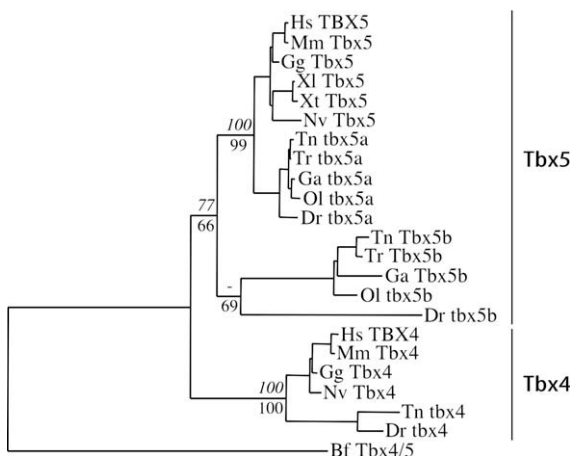 Hs TBX5
Mm Tbx5
Gg Tbx5
Xl Tbx5
Xt Tbx5
Nv Tbx5
100
99
Tn tbx5a
Tr tbx5a
Ga tbx5a
Ol tbx5a
Dr tbx5a
Tbx5
77
66
Tn Tbx5b
Tr Tbx5b
Ga Tbx5b
Ol tbx5b
-
69
Dr tbx5b
Hs TBX4
Mm Tbx4
Gg Tbx4
Nv Tbx4
100
100
Tn tbx4
Dr tbx4
Tbx4
Bf Tbx4/5